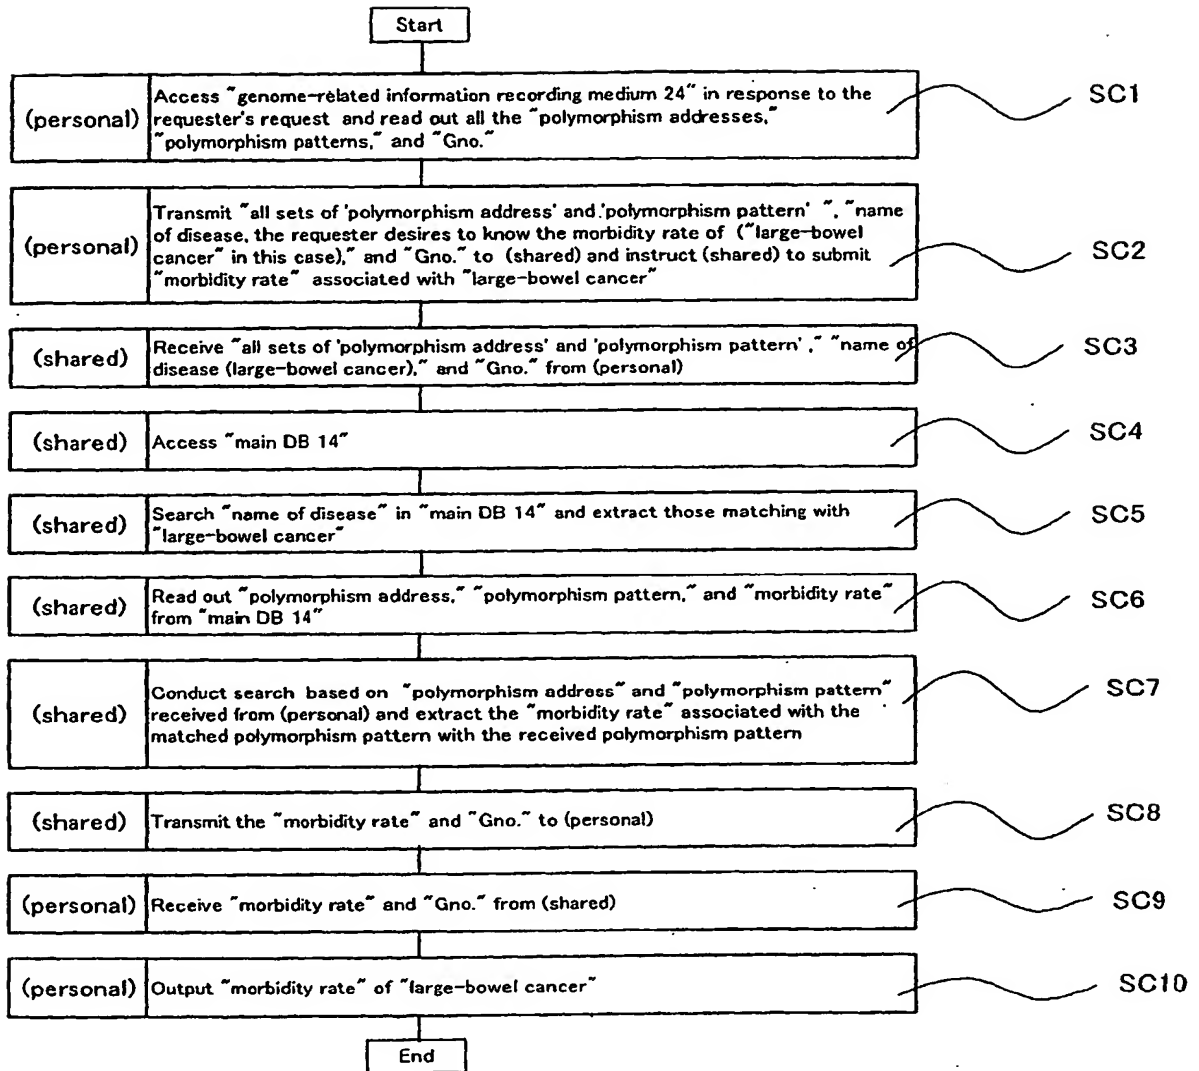 Start
(personal)
Access "genome-related information recording medium 24" in response to the
requester's request and read out all the "polymorphism addresses,"
"polymorphism patterns," and "Gno."
SC1
(personal)
Transmit "all sets of 'polymorphism address' and 'polymorphism pattern' ", "name
of disease, the requester desires to know the morbidity rate of ("large-bowel
cancer" in this case)," and "Gno." to (shared) and instruct (shared) to submit
"morbidity rate" associated with "large-bowel cancer"
SC2
(shared)
Receive "all sets of 'polymorphism address' and 'polymorphism pattern' ," "name of
disease (large-bowel cancer)," and "Gno." from (personal)
SC3
(shared)
Access "main DB 14"
SC4
(shared)
Search "name of disease" in "main DB 14" and extract those matching with
"large-bowel cancer"
SC5
(shared)
Read out "polymorphism address," "polymorphism pattern," and "morbidity rate"
from "main DB 14"
SC6
(shared)
Conduct search based on "polymorphism address" and "polymorphism pattern"
received from (personal) and extract the "morbidity rate" associated with the
matched polymorphism pattern with the received polymorphism pattern
SC7
(shared)
Transmit the "morbidity rate" and "Gno." to (personal)
SC8
(personal)
Receive "morbidity rate" and "Gno." from (shared)
SC9
(personal)
Output "morbidity rate" of "large-bowel cancer"
SC10
End